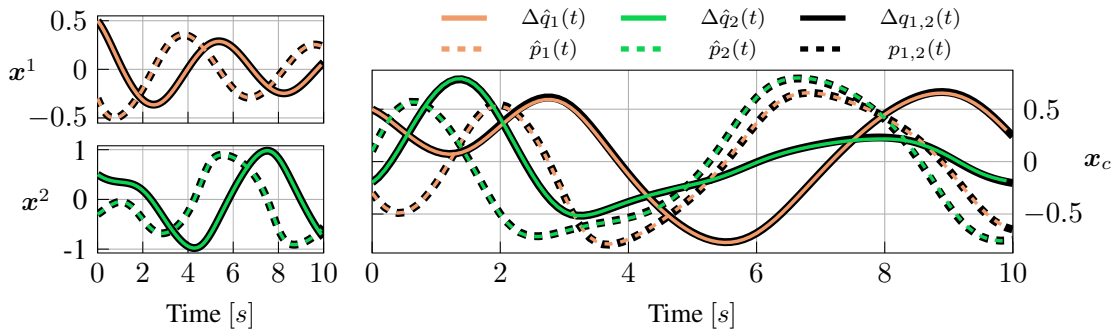 Δq̂₁(t) Δq̂₂(t) Δq₁,₂(t)
p̂₁(t) p̂₂(t) p₁,₂(t)
0.5
0
−0.5
x¹
1
0
-1
x²
0 2 4 6 8 10
Time [s]
0.5
0
−0.5
x_c
0 2 4 6 8 10
Time [s]